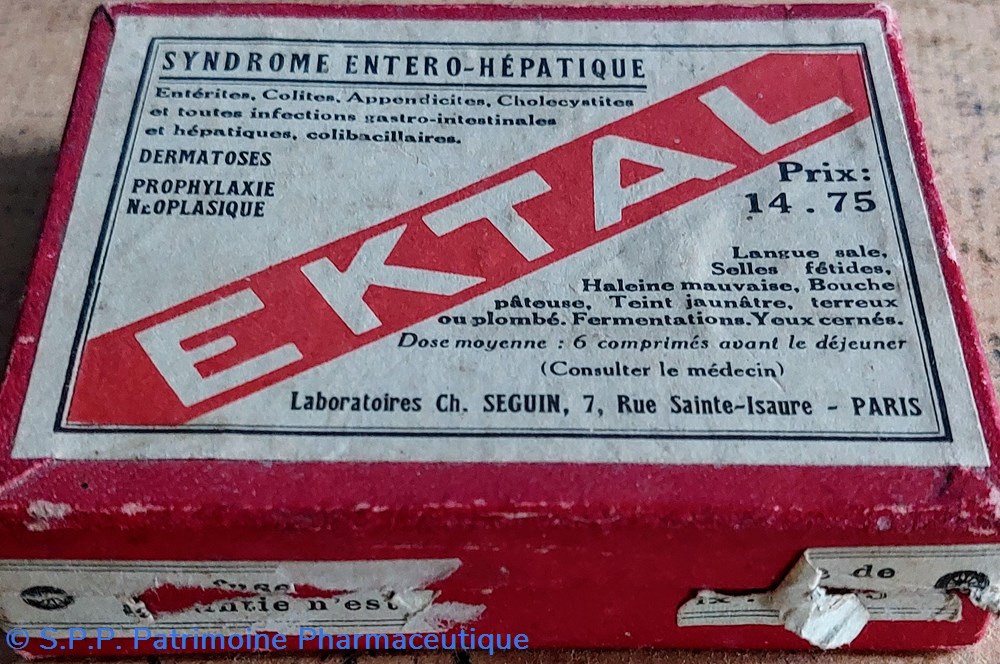 SYNDROME ENTERO-HÉPATIQUE
Entérites, Colites, Appendicites, Cholecystites
et toutes infections gastro-intestinales
et hépatiques, colibacillaires.
DERMATOSES
PROPHYLAXIE
NEOPLASIQUE
EKTAL
Prix:
14.75
Langue sale,
Selles fétides,
Haleine mauvaise, Bouche
pâteuse, Teint jaunâtre, terreux
ou plombé. Fermentations. Yeux cernés.
Dose moyenne : 6 comprimés avant le déjeuner
(Consulter le médecin)
Laboratoires Ch. SEGUIN, 7, Rue Sainte-Isaure - PARIS
de
n'est
© S.P.P. Patrimoine Pharmaceutique